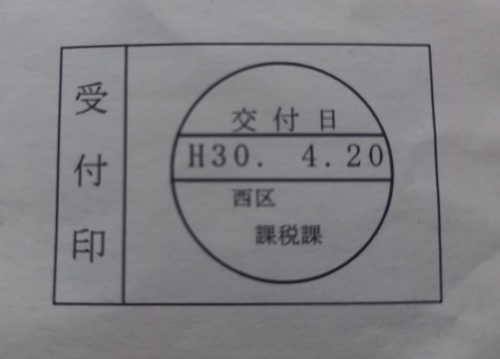 受付印
交付日
H30. 4.20
西区
課税課